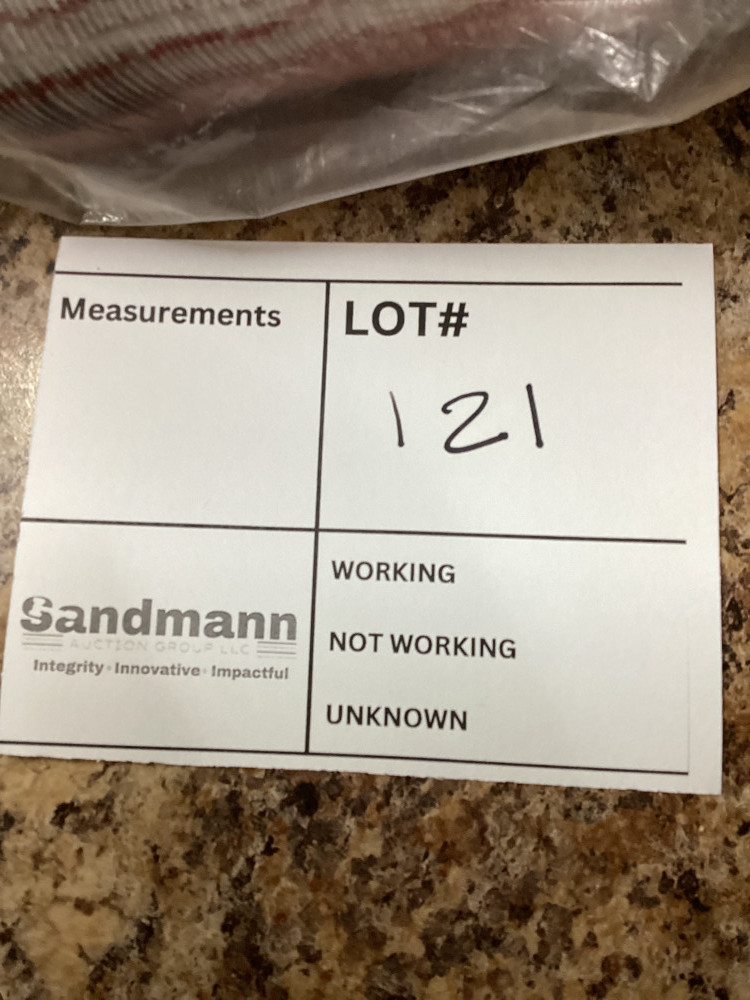 Measurements
LOT#
121
Sandmann
AUCTION GROUP LLC
Integrity · Innovative · Impactful
WORKING
NOT WORKING
UNKNOWN